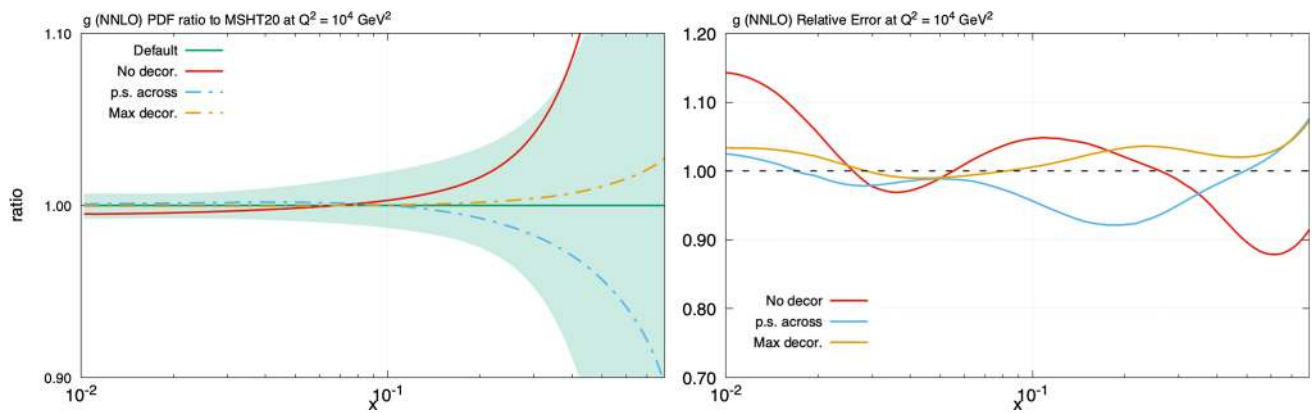 g (NNLO) PDF ratio to MSHT20 at Q² = 10⁴ GeV²
1.10
Default
No decor.
p.s. across
Max decor.
ratio
1.00
0.90
10⁻²
x
10⁻¹
g (NNLO) Relative Error at Q² = 10⁴ GeV²
1.20
1.10
1.00
0.90
0.80
0.70
No decor
p.s. across
Max decor.
10⁻²
x
10⁻¹